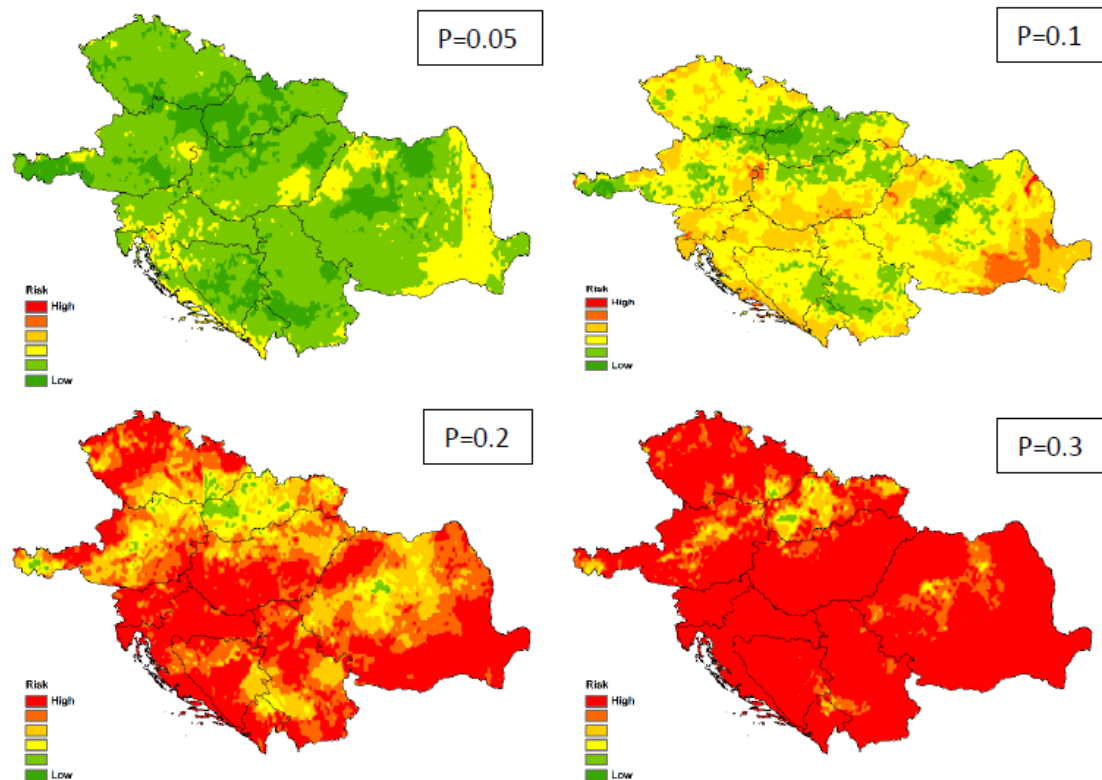 P=0.05
Risk
High
Low
P=0.1
Risk
High
Low
P=0.2
Risk
High
Low
P=0.3
Risk
High
Low